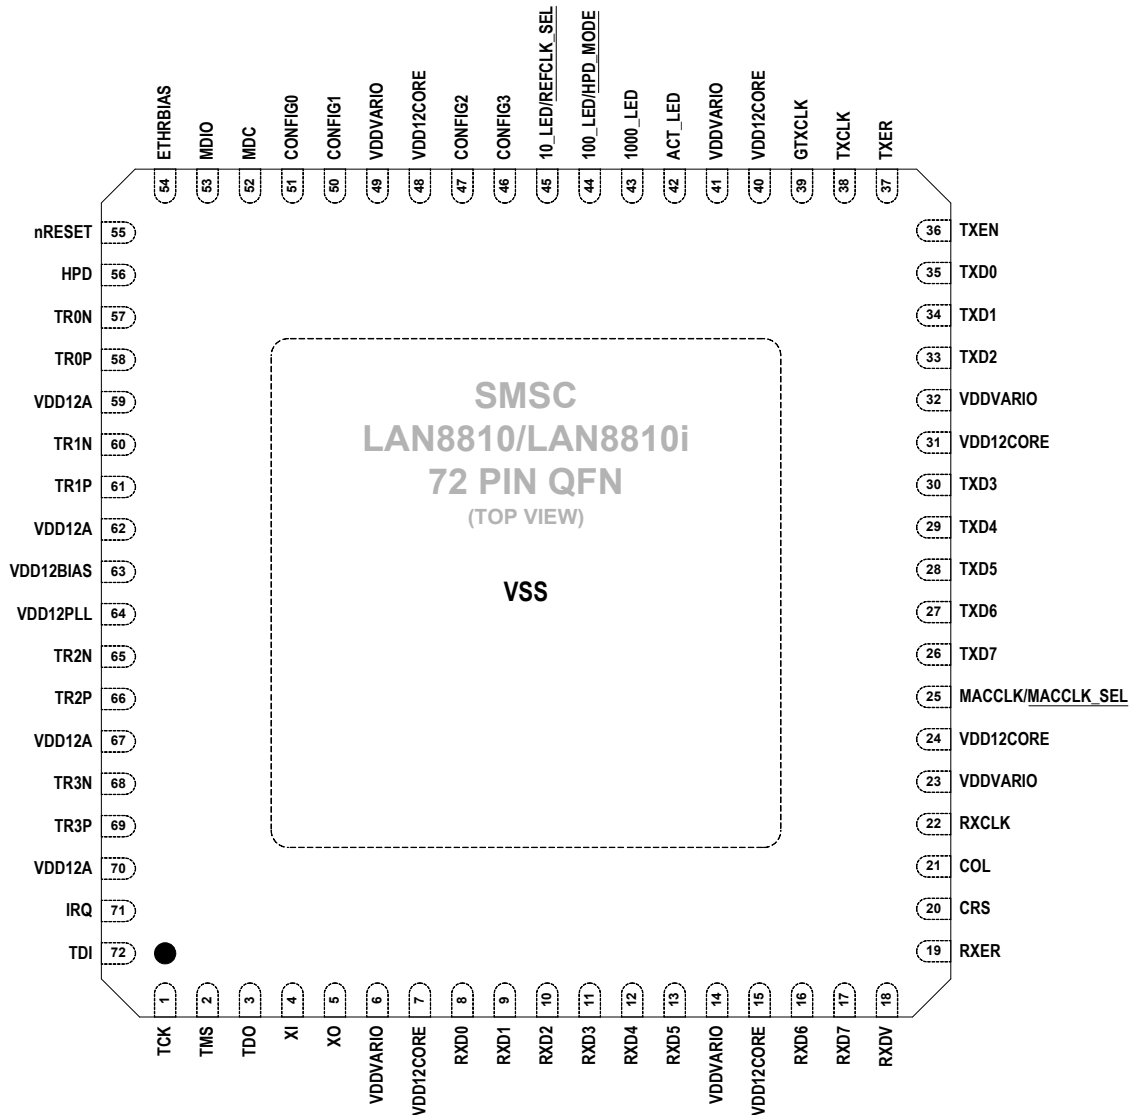 ETHRBIAS
MDIO
MDC
CONFIG0
CONFIG1
VDDVARIO
VDD12CORE
CONFIG2
CONFIG3
10_LED/REFCLK_SEL
100_LED/HPD_MODE
1000_LED
ACT_LED
VDDVARIO
VDD12CORE
GTXCLK
TXCLK
TXER
54
53
52
51
50
49
48
47
46
45
44
43
42
41
40
39
38
37
nRESET 55
HPD 56
TR0N 57
TR0P 58
VDD12A 59
TR1N 60
TR1P 61
VDD12A 62
VDD12BIAS 63
VDD12PLL 64
TR2N 65
TR2P 66
VDD12A 67
TR3N 68
TR3P 69
VDD12A 70
IRQ 71
TDI 72
SMSC
LAN8810/LAN8810i
72 PIN QFN
(TOP VIEW)
VSS
36 TXEN
35 TXD0
34 TXD1
33 TXD2
32 VDDVARIO
31 VDD12CORE
30 TXD3
29 TXD4
28 TXD5
27 TXD6
26 TXD7
25 MACCLK/MACCLK_SEL
24 VDD12CORE
23 VDDVARIO
22 RXCLK
21 COL
20 CRS
19 RXER
1
2
3
4
5
6
7
8
9
10
11
12
13
14
15
16
17
18
TCK
TMS
TDO
XI
XO
VDDVARIO
VDD12CORE
RXD0
RXD1
RXD2
RXD3
RXD4
RXD5
VDDVARIO
VDD12CORE
RXD6
RXD7
RXDV